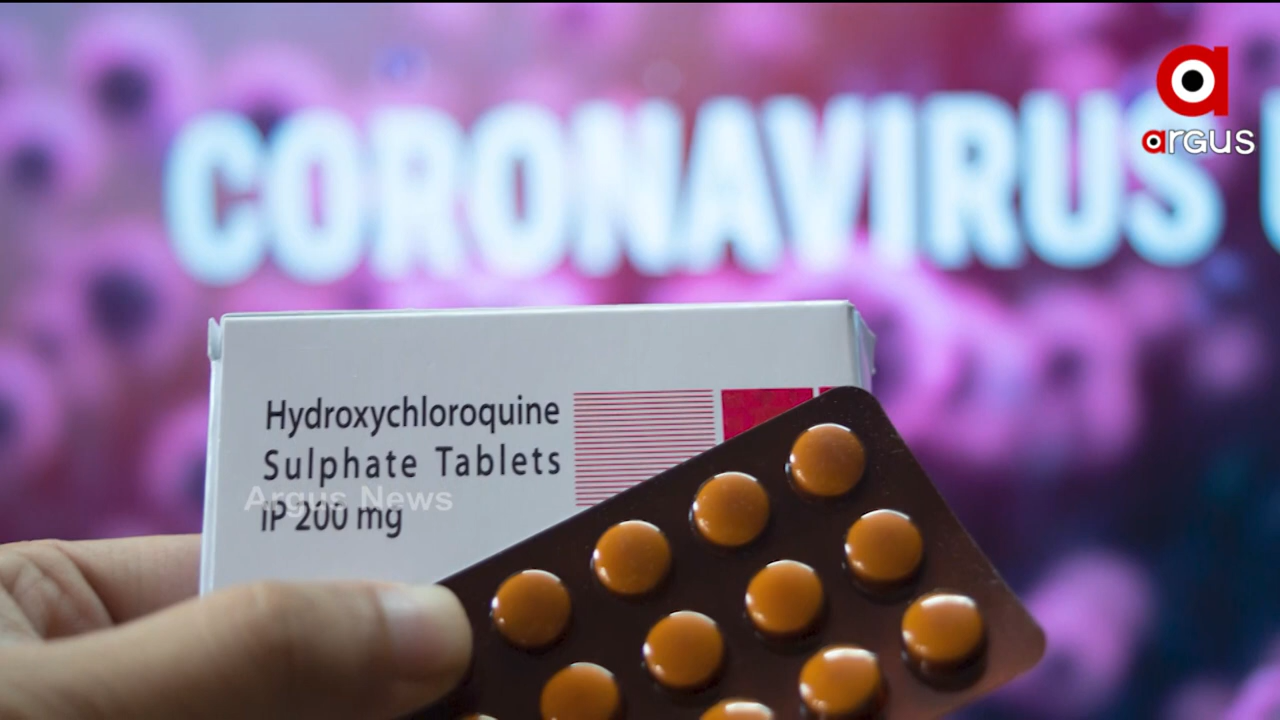 CORONAVIRUS
argus
Hydroxychloroquine
Sulphate Tablets
Argus News
IP 200 mg